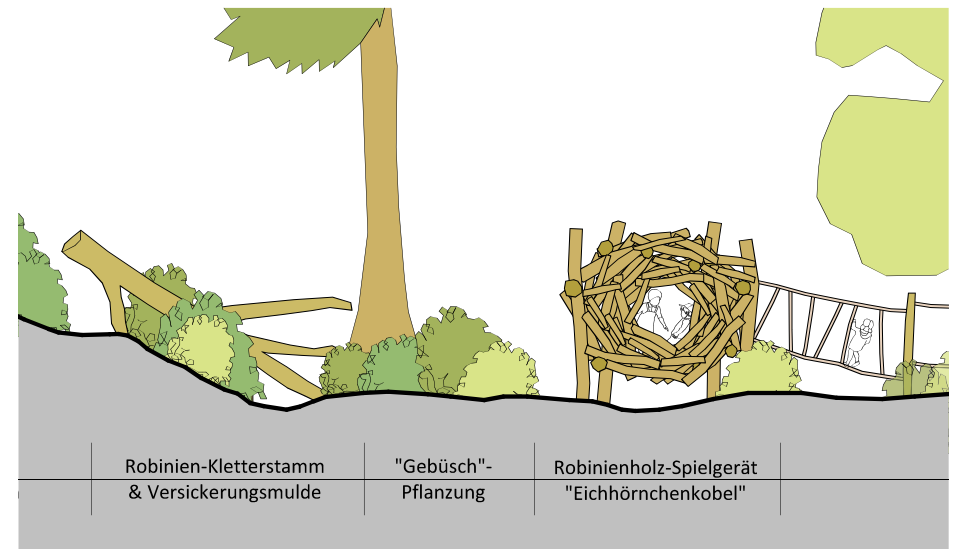 Robinien-Kletterstamm
& Versickerungsmulde
"Gebüsch"-
Pflanzung
Robinienholz-Spielgerät
"Eichhörnchenkobel"